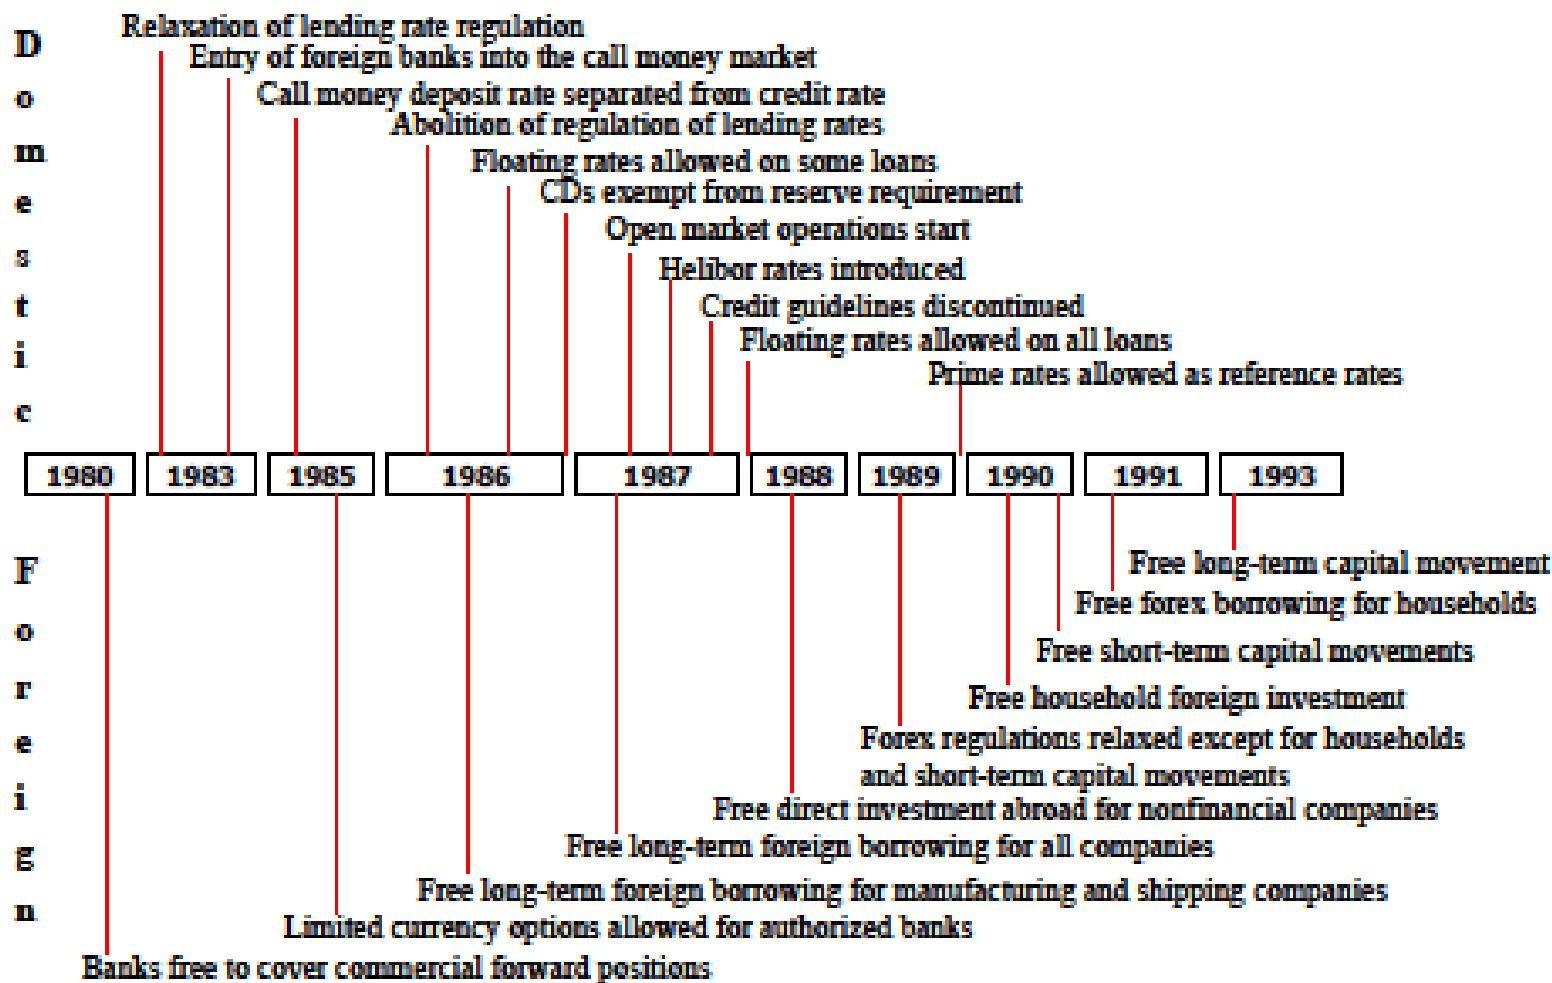 Domestic
Relaxation of lending rate regulation
Entry of foreign banks into the call money market
Call money deposit rate separated from credit rate
Abolition of regulation of lending rates
Floating rates allowed on some loans
CDs exempt from reserve requirement
Open market operations start
Helibor rates introduced
Credit guidelines discontinued
Floating rates allowed on all loans
Prime rates allowed as reference rates
1980 1983 1985 1986 1987 1988 1989 1990 1991 1993
Foreign
Free long-term capital movement
Free forex borrowing for households
Free short-term capital movements
Free household foreign investment
Forex regulations relaxed except for households
and short-term capital movements
Free direct investment abroad for nonfinancial companies
Free long-term foreign borrowing for all companies
Free long-term foreign borrowing for manufacturing and shipping companies
Limited currency options allowed for authorized banks
Banks free to cover commercial forward positions